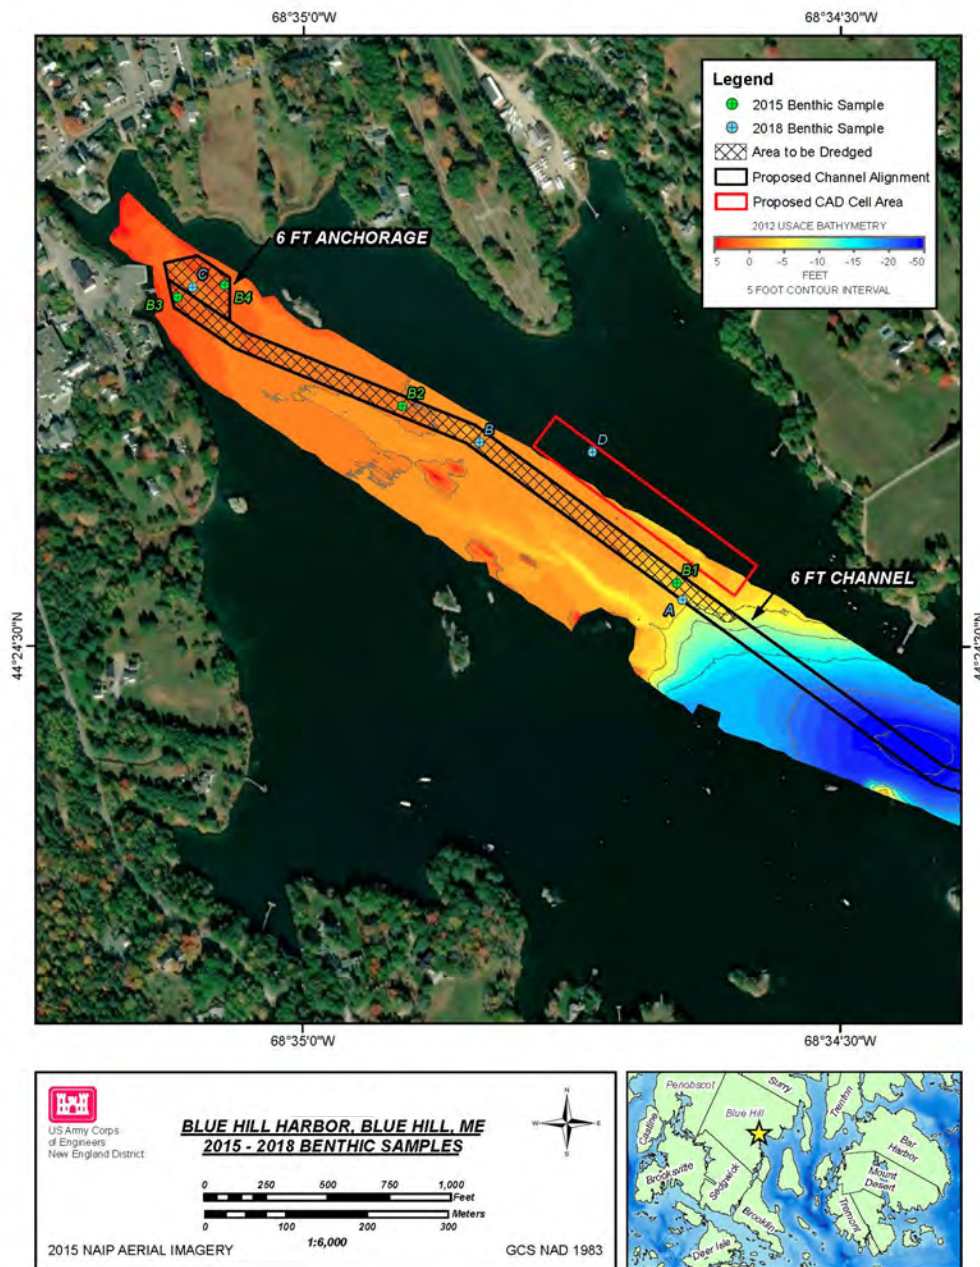 68°35'0"W
68°34'30"W
Legend
2015 Benthic Sample
2018 Benthic Sample
Area to be Dredged
Proposed Channel Alignment
Proposed CAD Cell Area
2012 USACE BATHYMETRY
5 0 -5 -10 -20 -50
FEET
5 FOOT CONTOUR INTERVAL
6 FT ANCHORAGE
C
B3
B4
B2
B
D
B1
A
6 FT CHANNEL
44°24'30"N
44°24'30"N
68°35'0"W
68°34'30"W
US Army Corps
of Engineers
New England District
BLUE HILL HARBOR, BLUE HILL, ME
2015 - 2018 BENTHIC SAMPLES
N
W
E
S
0 250 500 750 1,000
Feet
Meters
0 100 200 300
1:6,000
2015 NAIP AERIAL IMAGERY
GCS NAD 1983
Penobscot
Surry
Trenton
Castine
Blue Hill
Bar
Harbor
Brooksville
Sedgwick
Mount
Desert
Brooklin
Tremont
Deer Isle